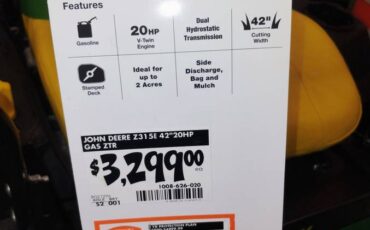 Features
Gasoline
20HP
V-Twin
Engine
Dual
Hydrostatic
Transmission
42"
Cutting
Width
Stamped
Deck
Ideal for
up to
2 Acres
Side
Discharge,
Bag and
Mulch
JOHN DEERE Z315E 42"20HP
GAS ZTR
$3,299.00
1008-626-020